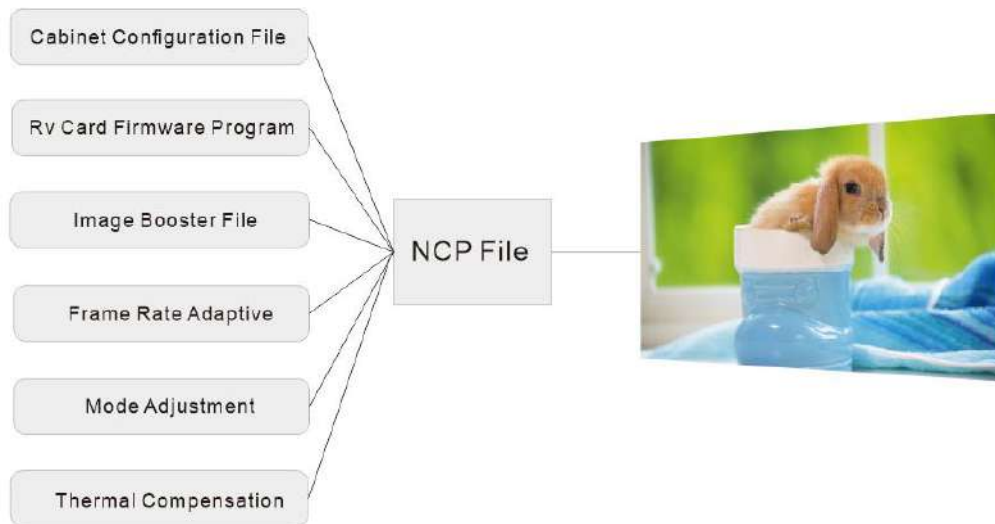 Cabinet Configuration File
Rv Card Firmware Program
Image Booster File
Frame Rate Adaptive
Mode Adjustment
Thermal Compensation
NCP File